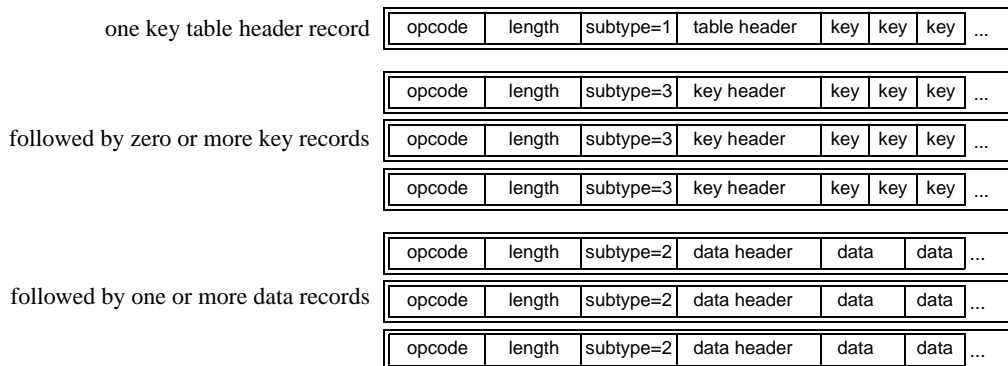 one key table header record opcode length subtype=1 table header key key key ...
opcode length subtype=3 key header key key key ...
followed by zero or more key records opcode length subtype=3 key header key key key ...
opcode length subtype=3 key header key key key ...
opcode length subtype=2 data header data data ...
followed by one or more data records opcode length subtype=2 data header data data ...
opcode length subtype=2 data header data data ...